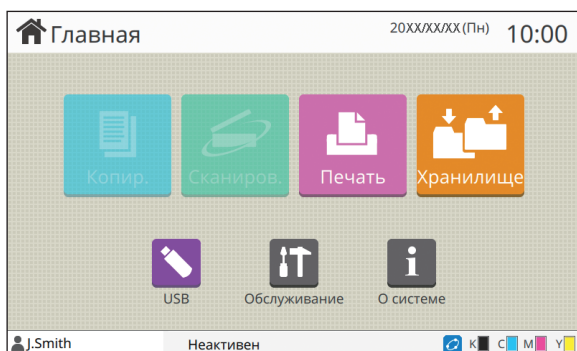 Главная 20XX/XX/XX (Пн) 10:00
Копир. Сканиров. Печать Хранилище
USB Обслуживание О системе
J.Smith Неактивен K C M Y